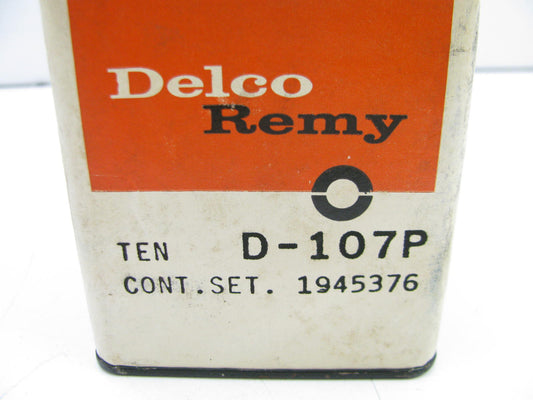 Delco
Remy
TEN D-107P
CONT.SET. 1945376